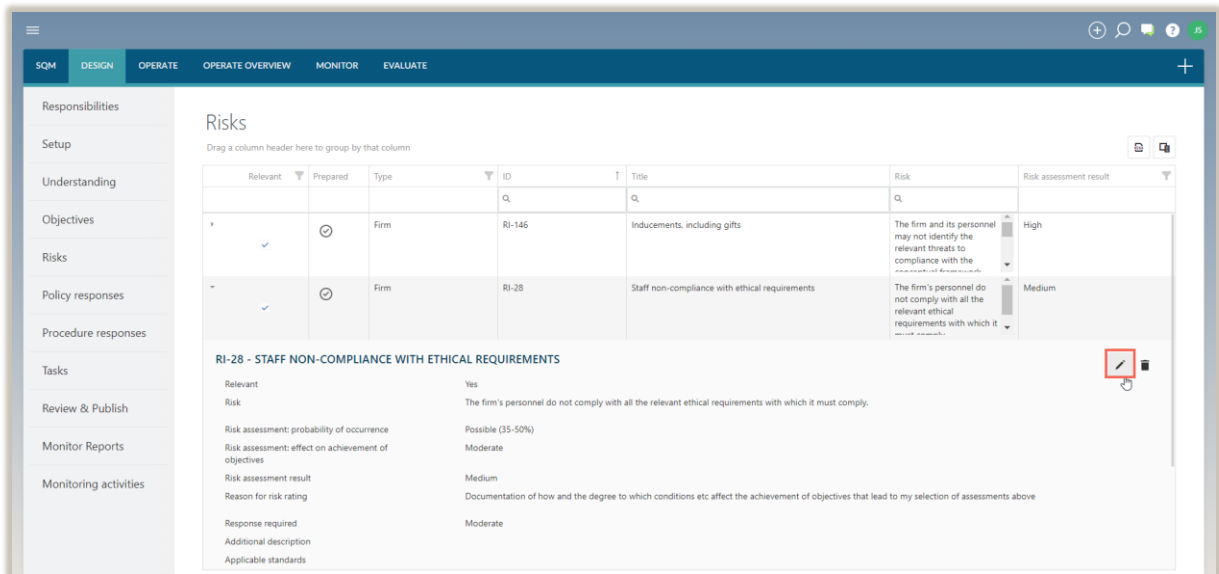 JS
SQM DESIGN OPERATE OPERATE OVERVIEW MONITOR EVALUATE
Responsibilities
Setup
Understanding
Objectives
Risks
Policy responses
Procedure responses
Tasks
Review & Publish
Monitor Reports
Monitoring activities
Risks
Drag a column header here to group by that column
Relevant Prepared Type ID Title Risk Risk assessment result
Firm RI-146 Inducements, including gifts The firm and its personnel High
may not identify the
relevant threats to
compliance with the
conceptual framework
Firm RI-28 Staff non-compliance with ethical requirements The firm's personnel do Medium
not comply with all the
relevant ethical
requirements with which it
must comply.
RI-28 - STAFF NON-COMPLIANCE WITH ETHICAL REQUIREMENTS
Relevant Yes
Risk The firm's personnel do not comply with all the relevant ethical requirements with which it must comply.
Risk assessment: probability of occurrence Possible (35-50%)
Risk assessment: effect on achievement of Moderate
objectives
Risk assessment result Medium
Reason for risk rating Documentation of how and the degree to which conditions etc affect the achievement of objectives that lead to my selection of assessments above
Response required Moderate
Additional description
Applicable standards